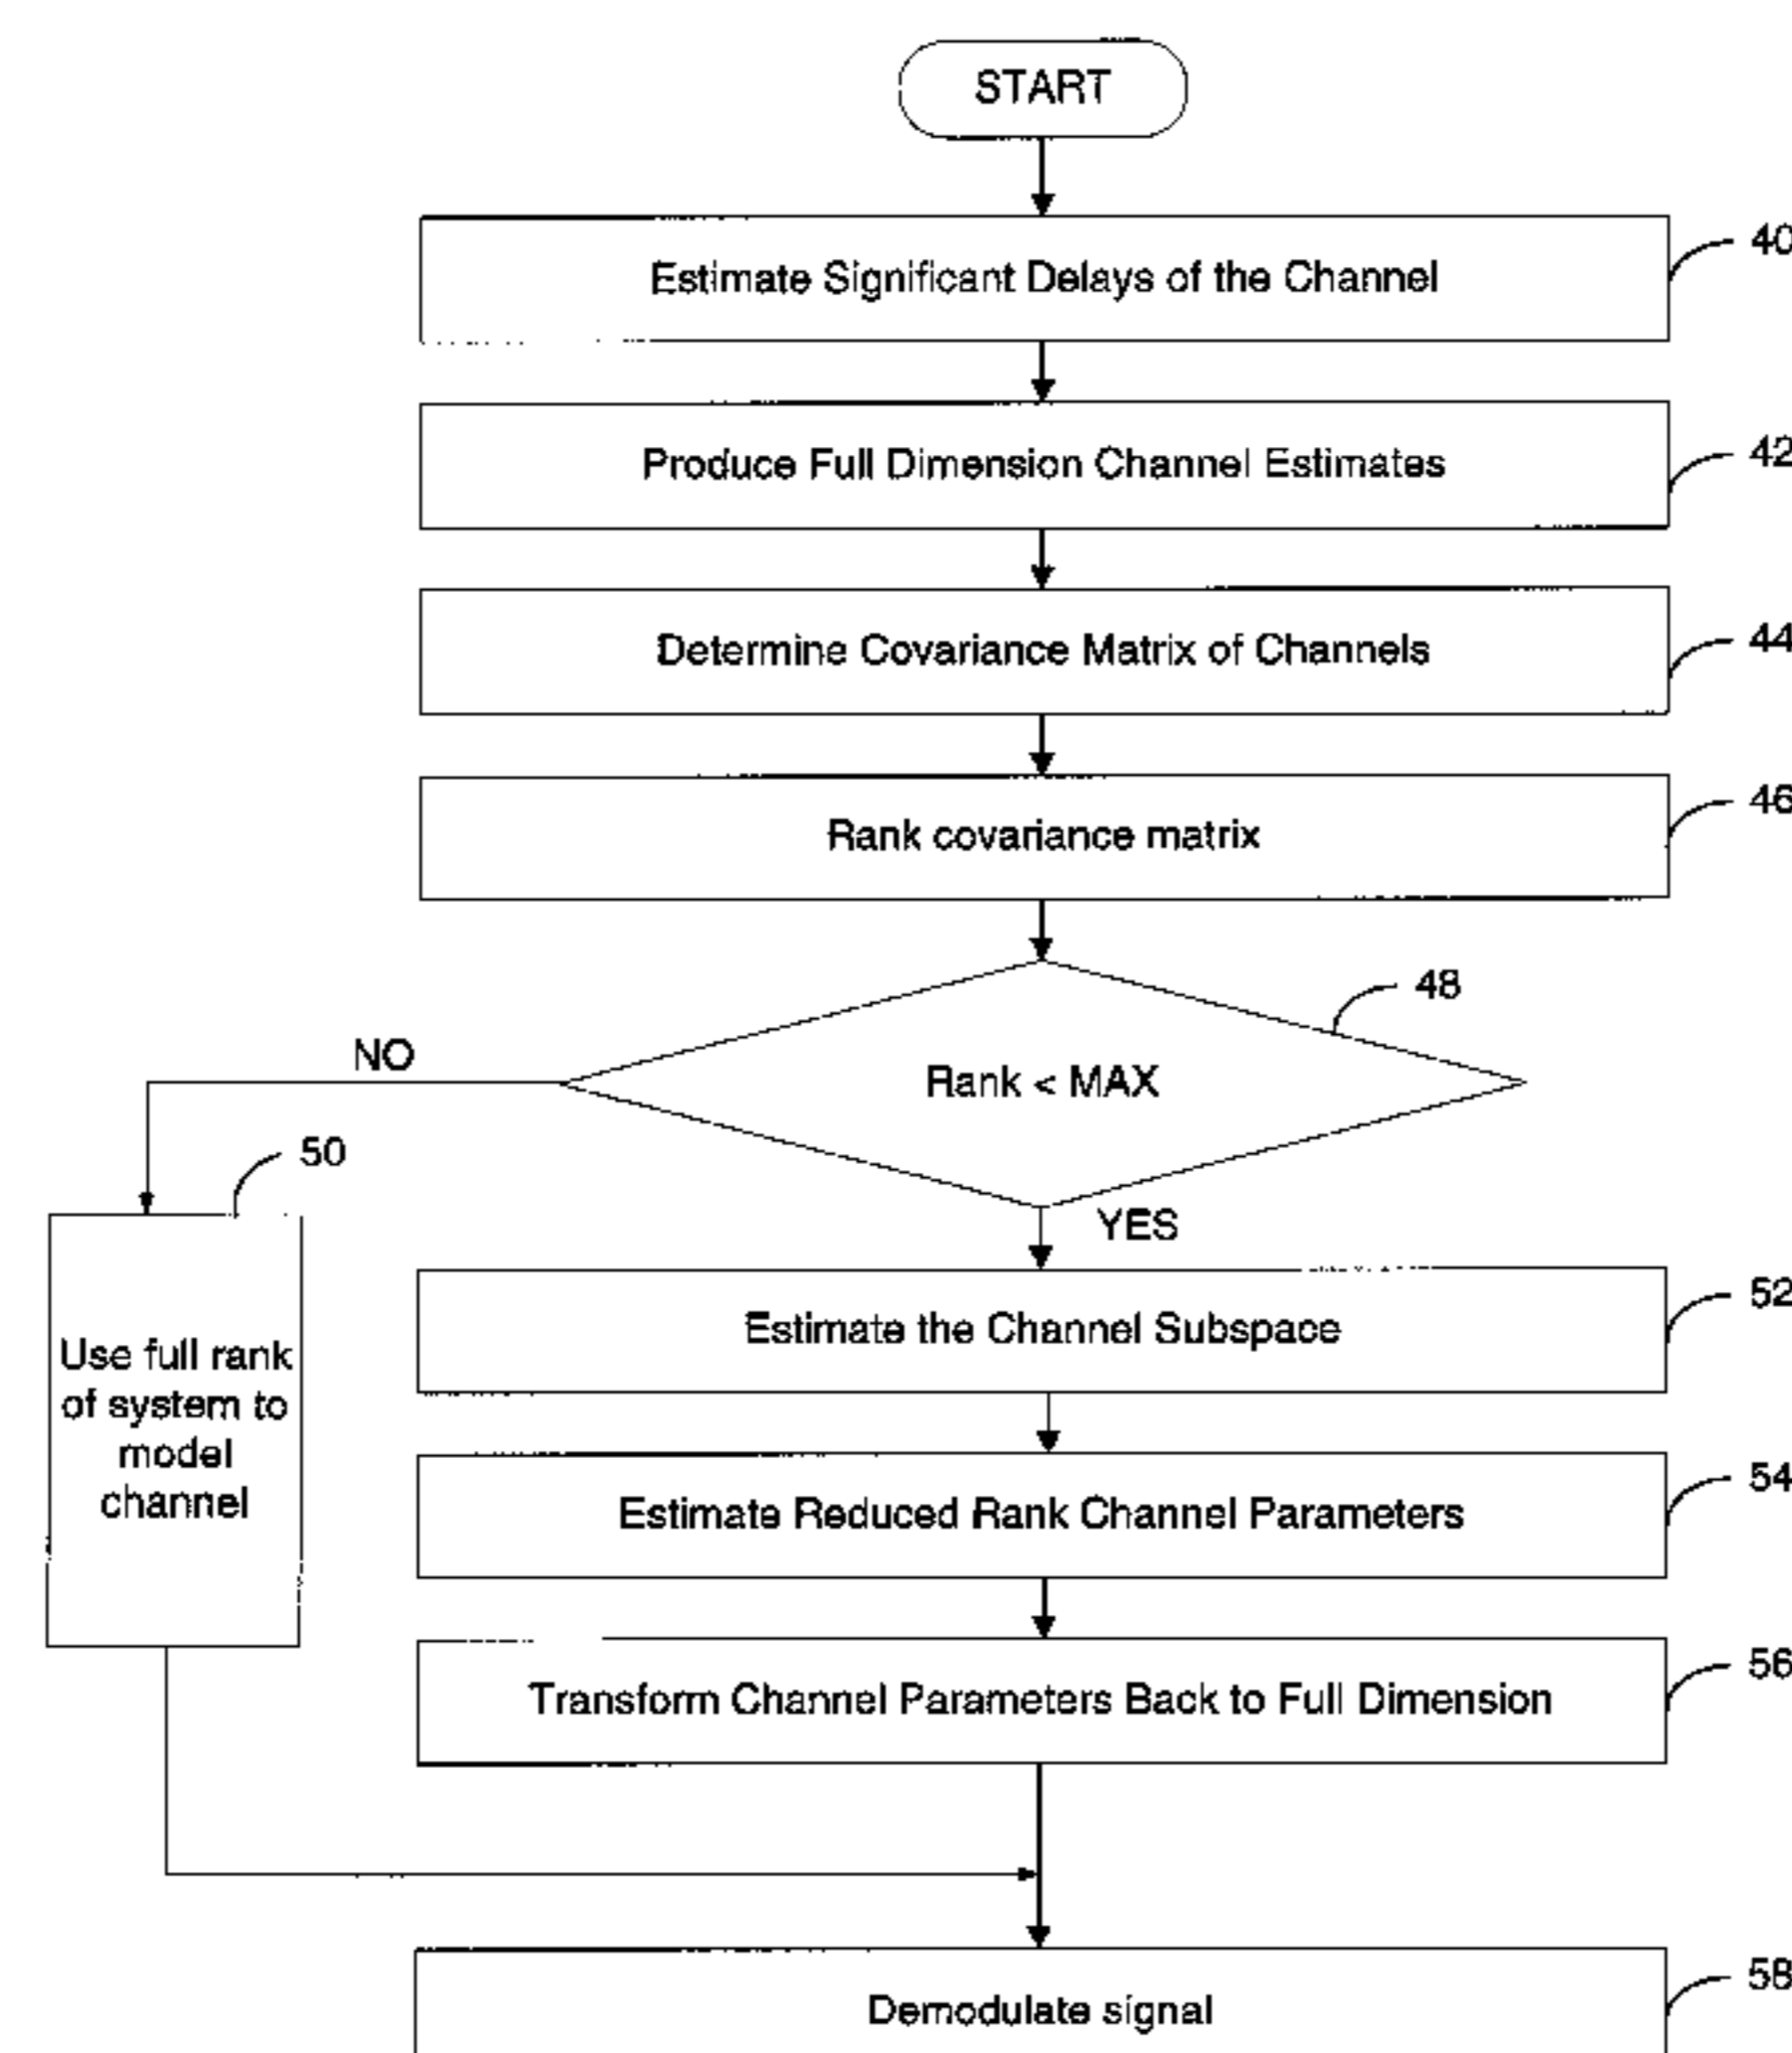 START
Estimate Significant Delays of the Channel
40
Produce Full Dimension Channel Estimates
42
Determine Covariance Matrix of Channels
44
Rank covariance matrix
46
48
Rank < MAX
NO
YES
50
Use full rank
of system to
model
channel
Estimate the Channel Subspace
52
Estimate Reduced Rank Channel Parameters
54
Transform Channel Parameters Back to Full Dimension
56
Demodulate signal
58